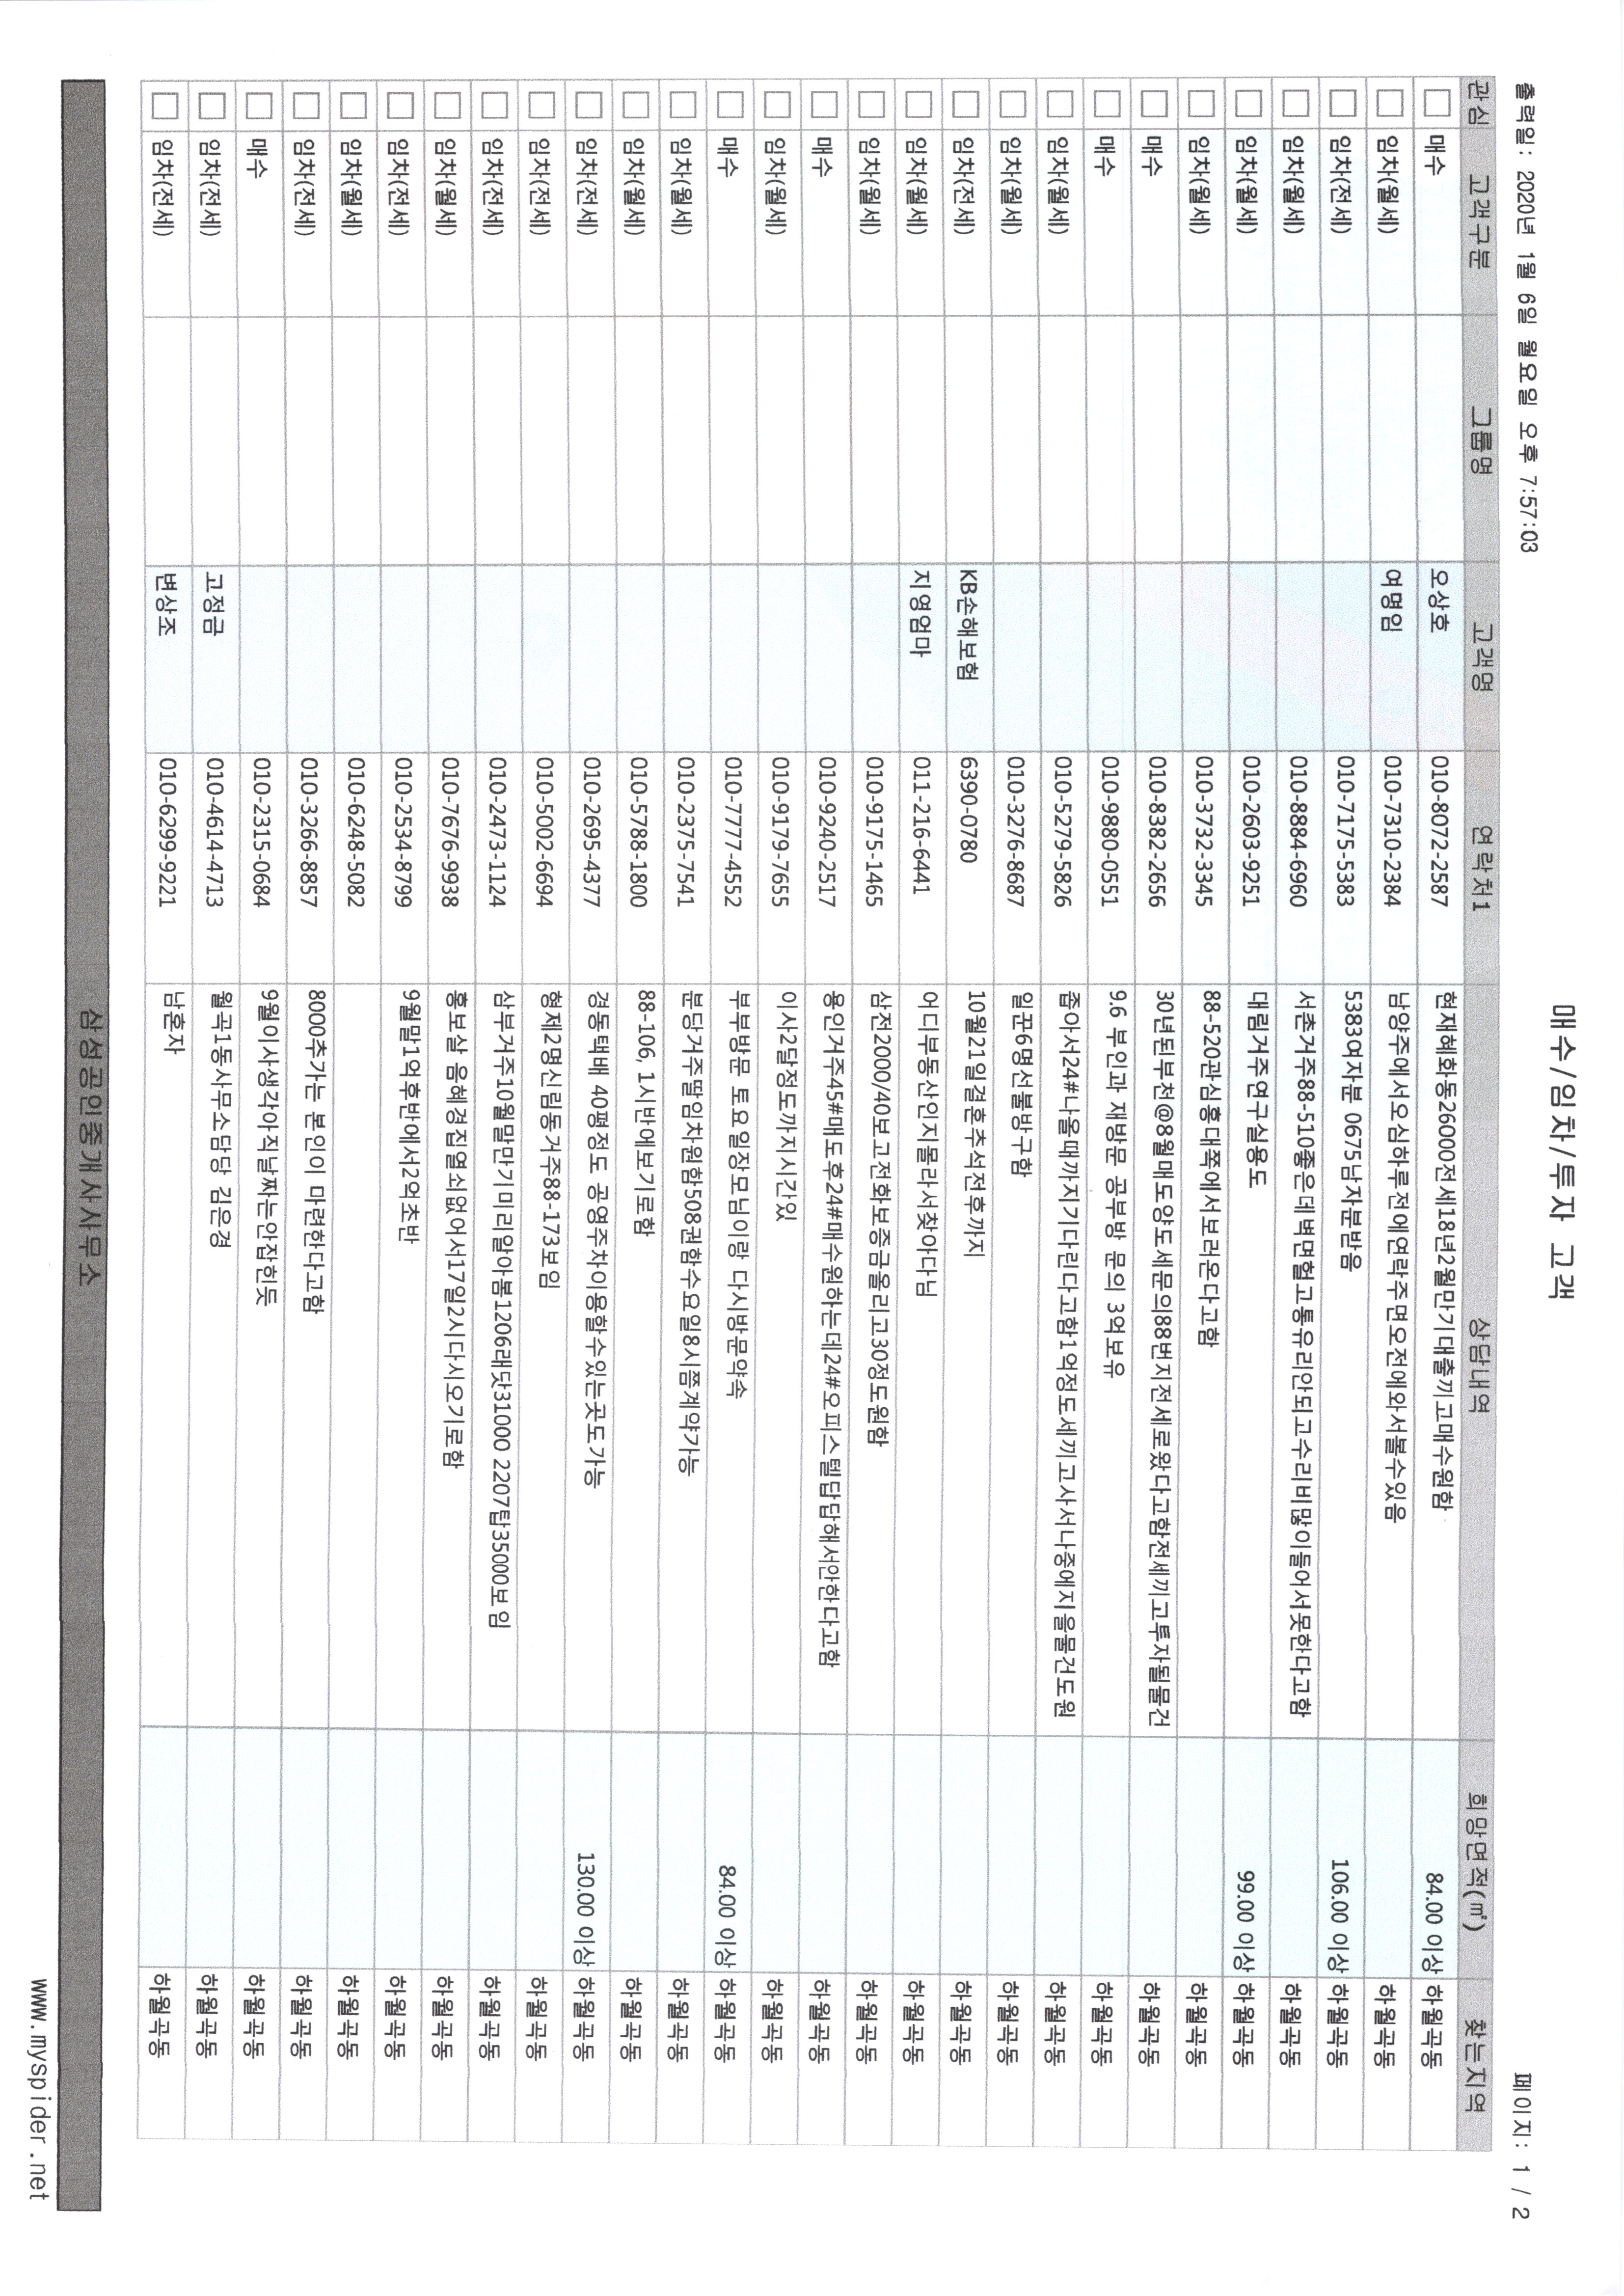 매수/임차/투자 고객
출력일: 2020년 1월 6일 월요일 오후 7:57:03
페이지: 1 / 2
관심 고객구분 그룹명 고객명 연락처1 상담내역 희망면적(㎡) 찾는지역
매수 오상호 010-8072-2587 현재혜화동26000전세18년2월만기대출끼고매수원함 84.00 이상 하월곡동
임차(월세) 여명임 010-7310-2384 남양주에서오심하루전에연락주면오전에와서볼수있음 하월곡동
임차(전세) 010-7175-5383 5383여자분 0675남자분받음 106.00 이상 하월곡동
임차(월세) 010-8884-6960 서촌거주88-510좋은데벽면헐고통유리안되고수리비많이들어서못한다고함 하월곡동
임차(월세) 010-2603-9251 대림거주연구실용도 99.00 이상 하월곡동
임차(월세) 010-3732-3345 88-520관심홍대쪽에서보러온다고함 하월곡동
매수 010-8382-2656 30년된부천@8월매도양도세문의88번지전세로왔다고함전세끼고투자될물건 하월곡동
매수 010-9880-0551 9.6 부인과 재방문 공부방 문의 3억보유 하월곡동
임차(월세) 010-5279-5826 좁아서24#나올때까지기다린다고함1억정도세끼고사서나중에지을물건도원 하월곡동
임차(월세) 010-3276-8687 일꾼6명선불방구함 하월곡동
임차(전세) KB손해보험 6390-0780 10월21일결혼추석전후까지 하월곡동
임차(월세) 지영엄마 011-216-6441 어디부동산인지몰라서찾아다님 하월곡동
임차(월세) 010-9175-1465 삼전2000/40보고전화보증금올리고30정도원함 하월곡동
매수 010-9240-2517 용인거주45#매도후24#매수원하는데24#오피스텔답답해서안한다고함 하월곡동
임차(월세) 010-9179-7655 이사2달정도까지시간있 하월곡동
매수 010-7777-4552 부부방문 토요일장모님이랑 다시방문약속 84.00 이상 하월곡동
임차(월세) 010-2375-7541 분당거주딸임차원함508권함수요일8시쯤계약가능 하월곡동
임차(월세) 010-5788-1800 88-106, 1시반에보기로함 하월곡동
임차(전세) 010-2695-4377 경동택배 40평정도 공영주차이용할수있는곳도가능 130.00 이상 하월곡동
임차(전세) 010-5002-6694 형제2명신림동거주88-173보임 하월곡동
임차(전세) 010-2473-1124 삼부거주10월말만기미리알아봄1206래닷31000 2207탑35000보임 하월곡동
임차(월세) 010-7676-9938 홍보살 음혜경집열쇠없어서17일2시다시오기로함 하월곡동
임차(전세) 010-2534-8799 9월말1억후반에서2억초반 하월곡동
임차(월세) 010-6248-5082 하월곡동
임차(전세) 010-3266-8857 8000추가는 본인이 마련한다고함 하월곡동
매수 010-2315-0684 9월이사생각아직날짜는안잡힌듯 하월곡동
임차(전세) 고정금 010-4614-4713 월곡1동사무소담당 김은경 하월곡동
임차(전세) 변상조 010-6299-9221 남혼자 하월곡동
삼성공인중개사사무소
www.myspider.net